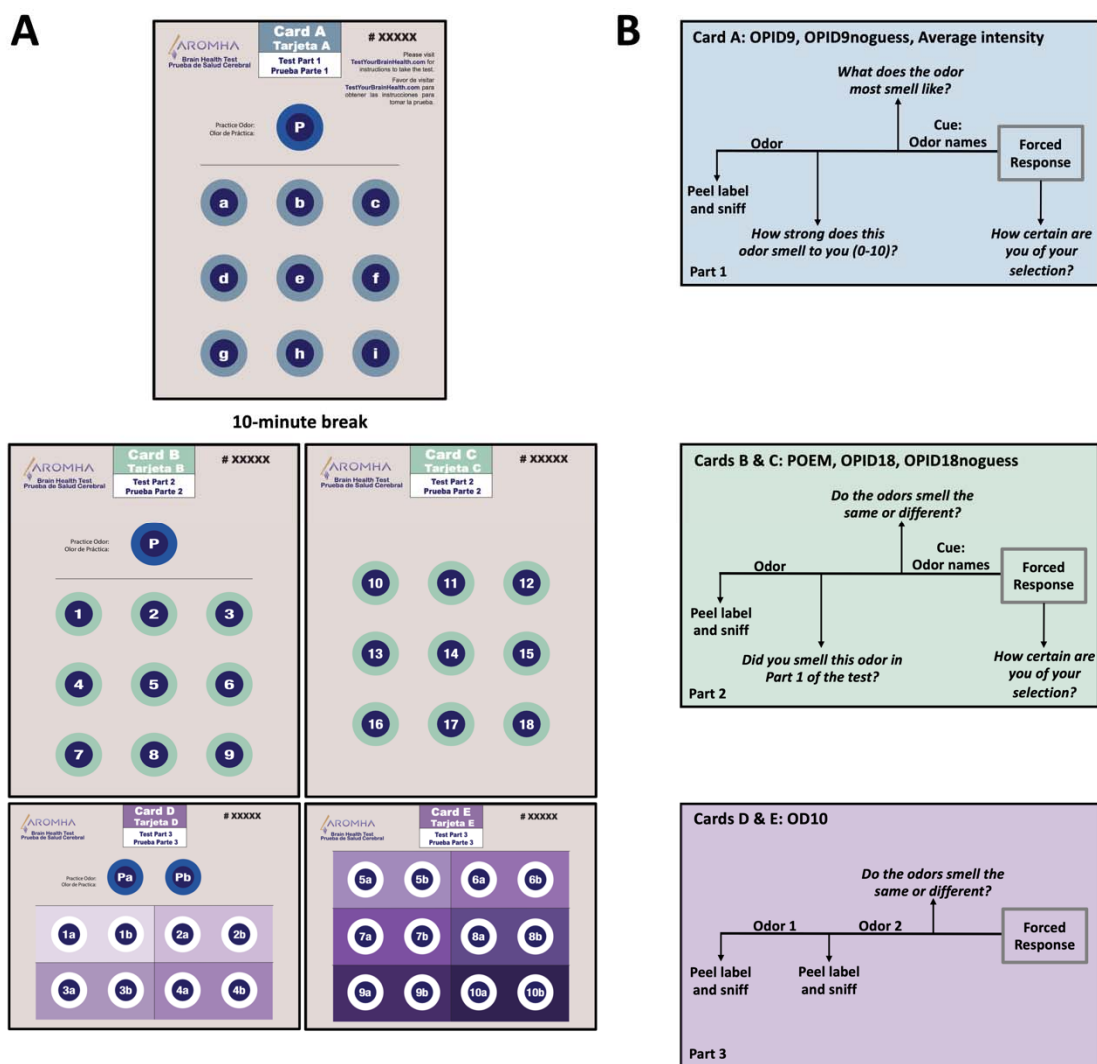 A
AROMHA
Brain Health Test
Prueba de Salud Cerebral
Card A
Tarjeta A
Test Part 1
Prueba Parte 1
# XXXXX
Please visit
TestYourBrainHealth.com for
instructions to take the test.
Favor de visitar
TestYourBrainHealth.com para
obtener las instrucciones para
tomar la prueba.
Practice Odor:
Olor de Práctica:
P
a b c
d e f
g h i
10-minute break
AROMHA
Brain Health Test
Prueba de Salud Cerebral
Card B
Tarjeta B
Test Part 2
Prueba Parte 2
# XXXXX
Practice Odor:
Olor de Práctica:
P
1 2 3
4 5 6
7 8 9
AROMHA
Brain Health Test
Prueba de Salud Cerebral
Card C
Tarjeta C
Test Part 2
Prueba Parte 2
# XXXXX
10 11 12
13 14 15
16 17 18
AROMHA
Brain Health Test
Prueba de Salud Cerebral
Card D
Tarjeta D
Test Part 3
Prueba Parte 3
# XXXXX
Practice Odor:
Olor de Practica:
Pa Pb
1a 1b 2a 2b
3a 3b 4a 4b
AROMHA
Brain Health Test
Prueba de Salud Cerebral
Card E
Tarjeta E
Test Part 3
Prueba Parte 3
# XXXXX
5a 5b 6a 6b
7a 7b 8a 8b
9a 9b 10a 10b
B
Card A: OPID9, OPID9noguess, Average intensity
What does the odor
most smell like?
Odor
Cue:
Odor names
Forced
Response
Peel label
and sniff
How strong does this
odor smell to you (0-10)?
How certain are
you of your
selection?
Part 1
Cards B & C: POEM, OPID18, OPID18noguess
Do the odors smell the
same or different?
Odor
Cue:
Odor names
Forced
Response
Peel label
and sniff
Did you smell this odor in
Part 1 of the test?
How certain are
you of your
selection?
Part 2
Cards D & E: OD10
Do the odors smell the
same or different?
Odor 1
Odor 2
Forced
Response
Peel label
and sniff
Peel label
and sniff
Part 3